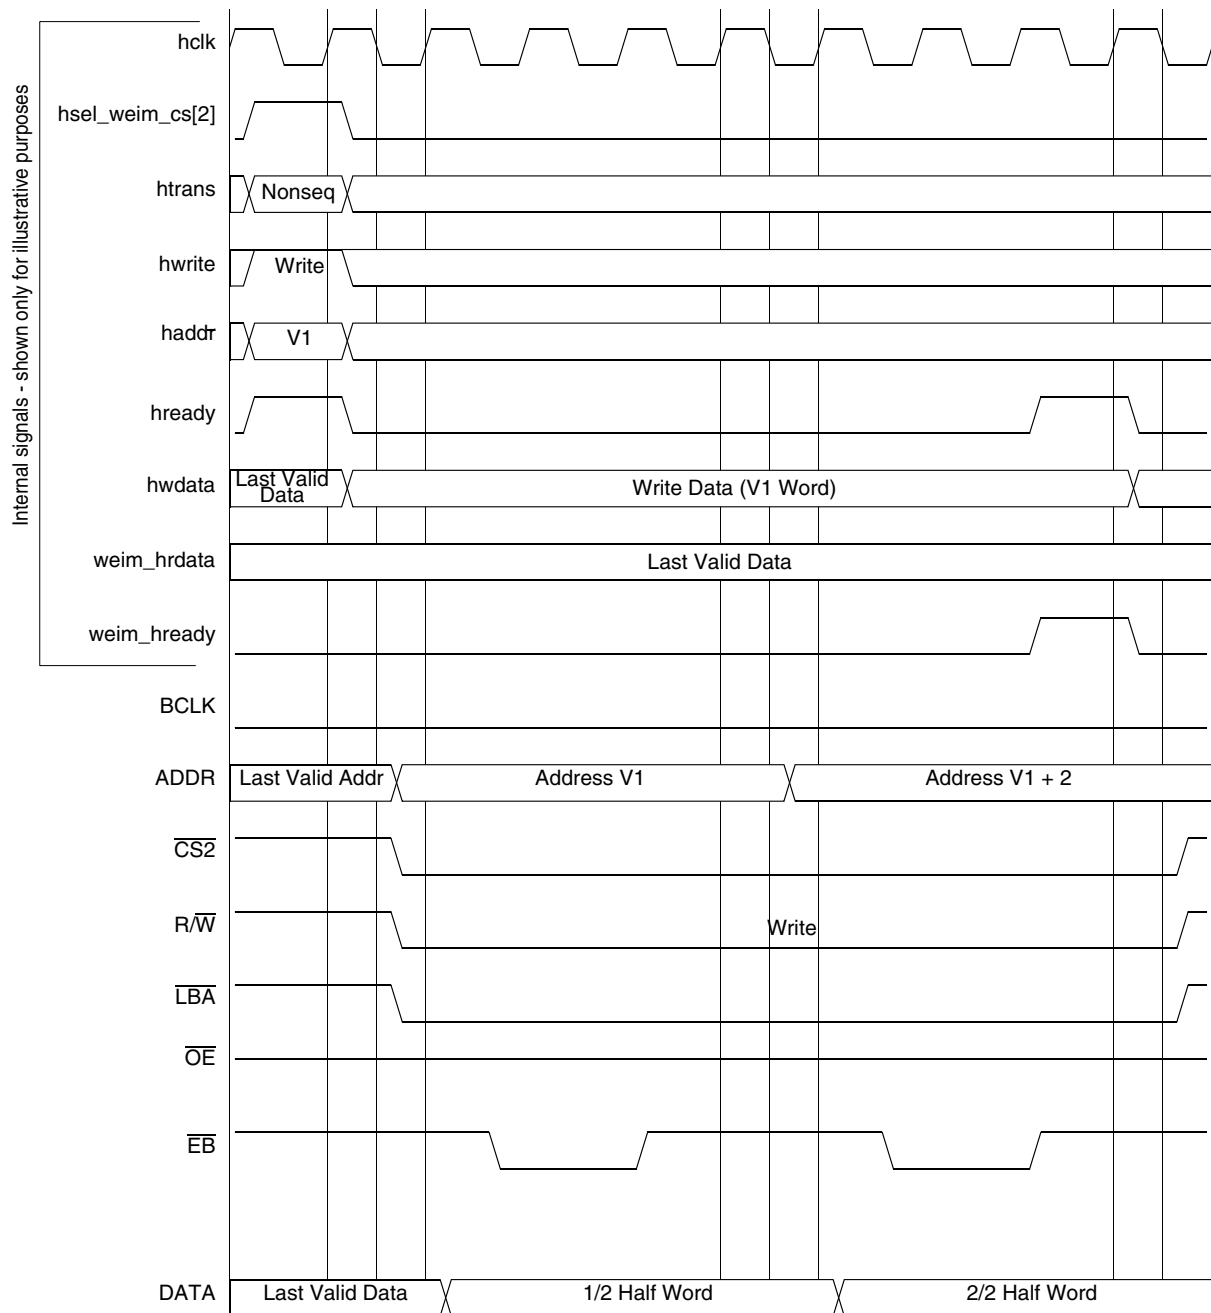 Internal signals - shown only for illustrative purposes
hclk
hsel_weim_cs[2]
htrans
Nonseq
hwrite
Write
haddr
V1
hready
hwdata
Last Valid
Data
Write Data (V1 Word)
weim_hrdata
Last Valid Data
weim_hready
BCLK
ADDR
Last Valid Addr
Address V1
Address V1 + 2
CS2
R/W
Write
LBA
OE
EB
DATA
Last Valid Data
1/2 Half Word
2/2 Half Word